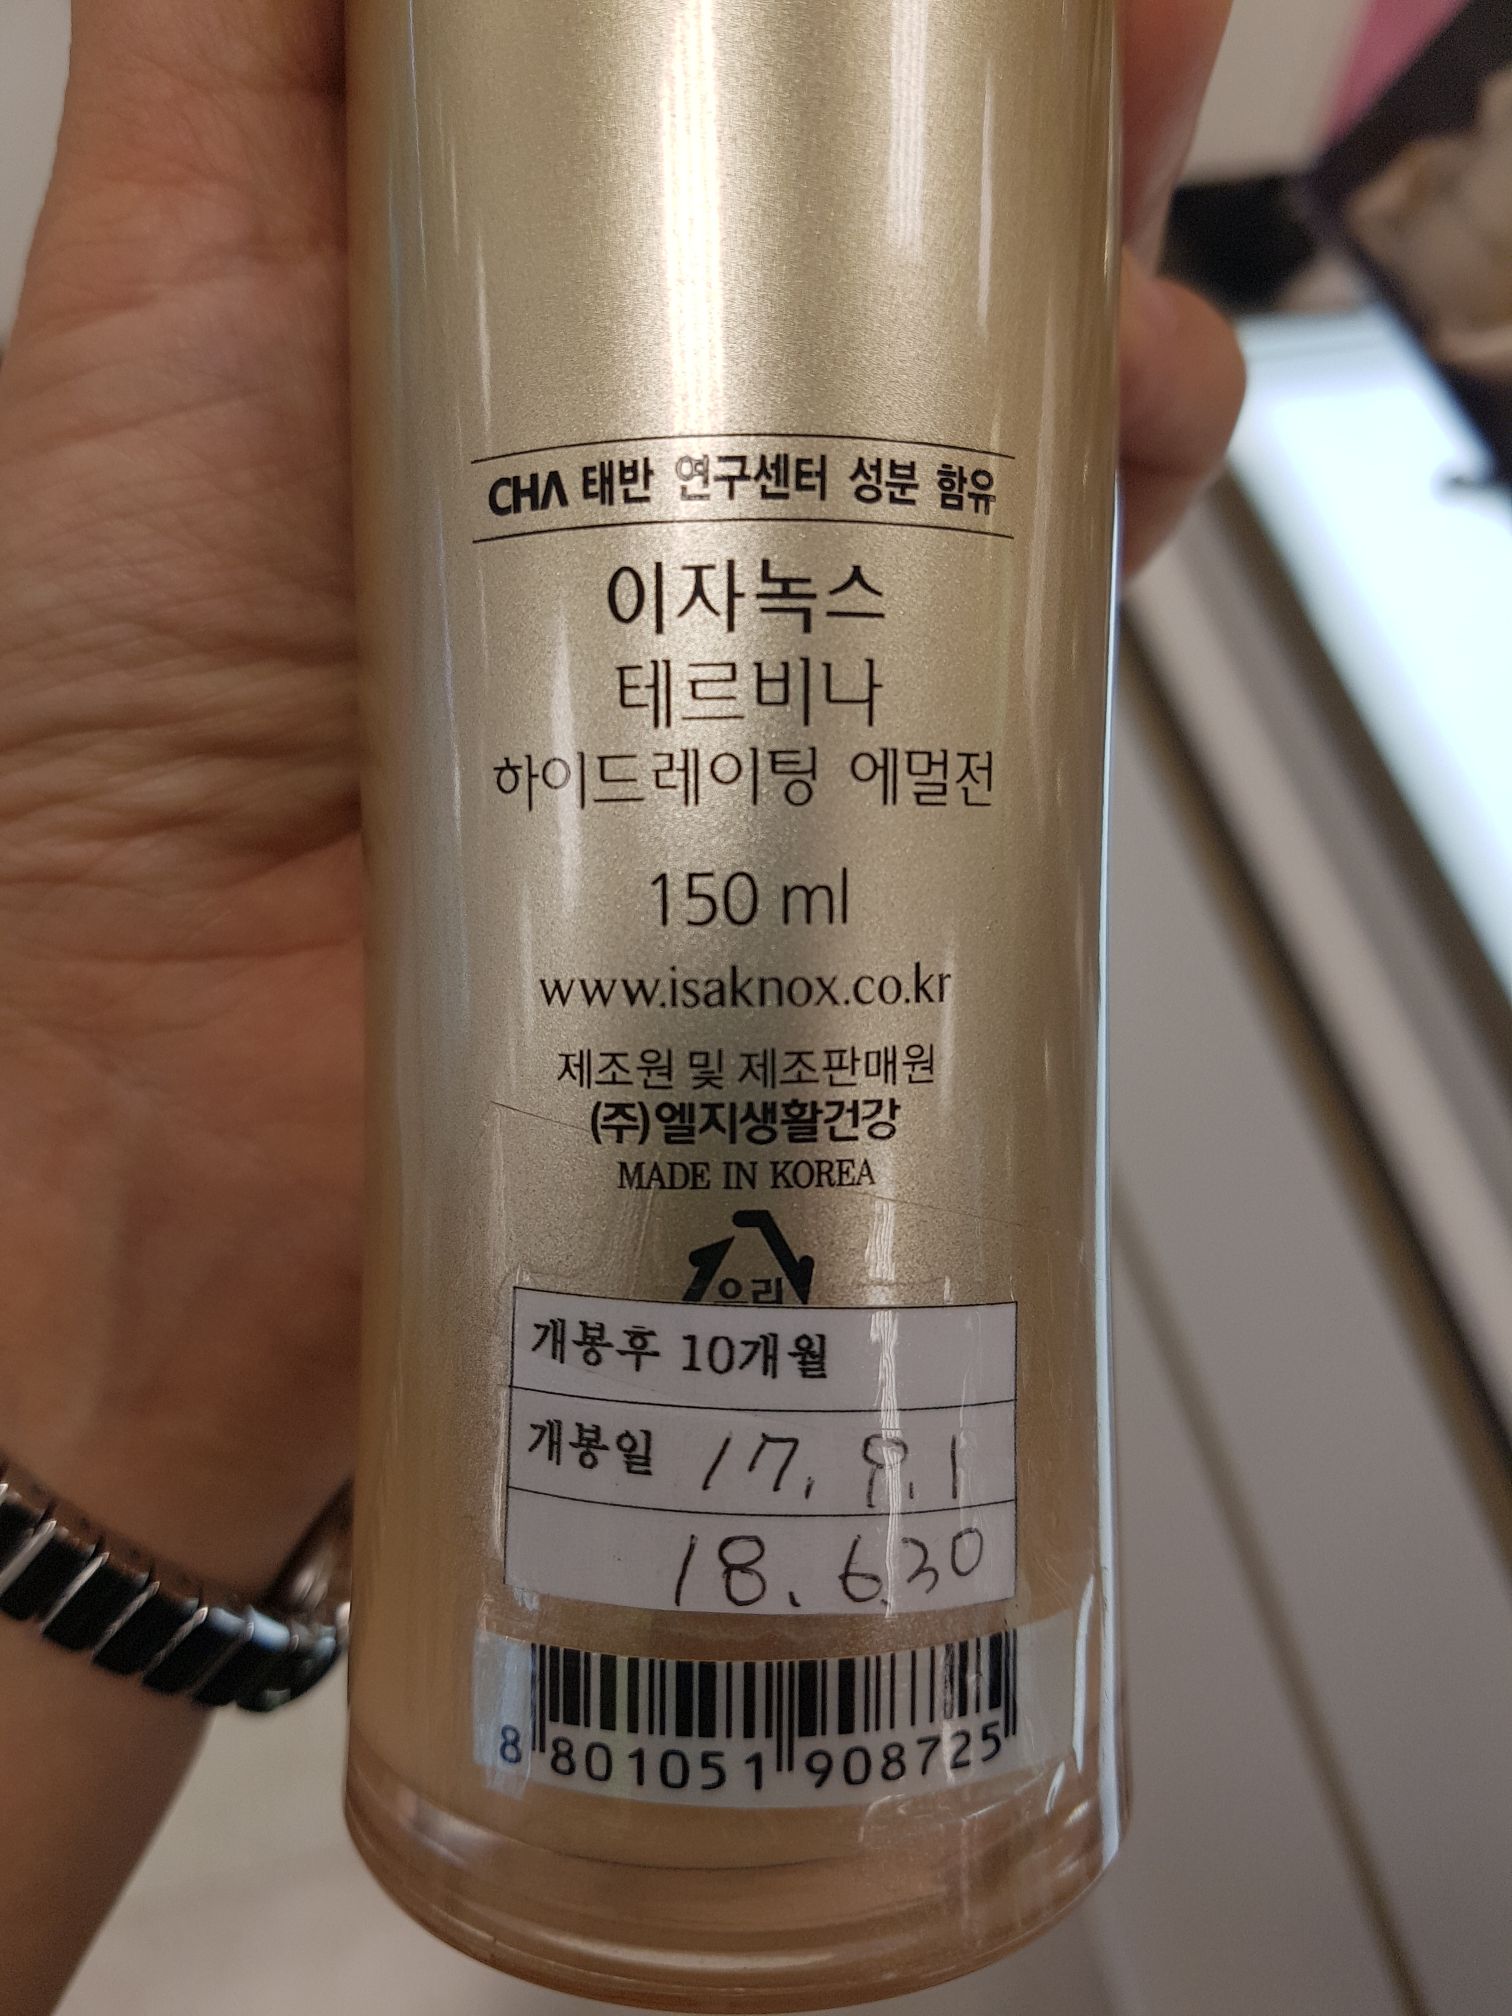 CHA 태반 연구센터 성분 함유
이자녹스
테르비나
하이드레이팅 에멀전
150 ml
www.isaknox.co.kr
제조원 및 제조판매원
(주)엘지생활건강
MADE IN KOREA
유리
개봉후 10개월
개봉일 17. 9. 1
18. 6.30
8 801051 908725